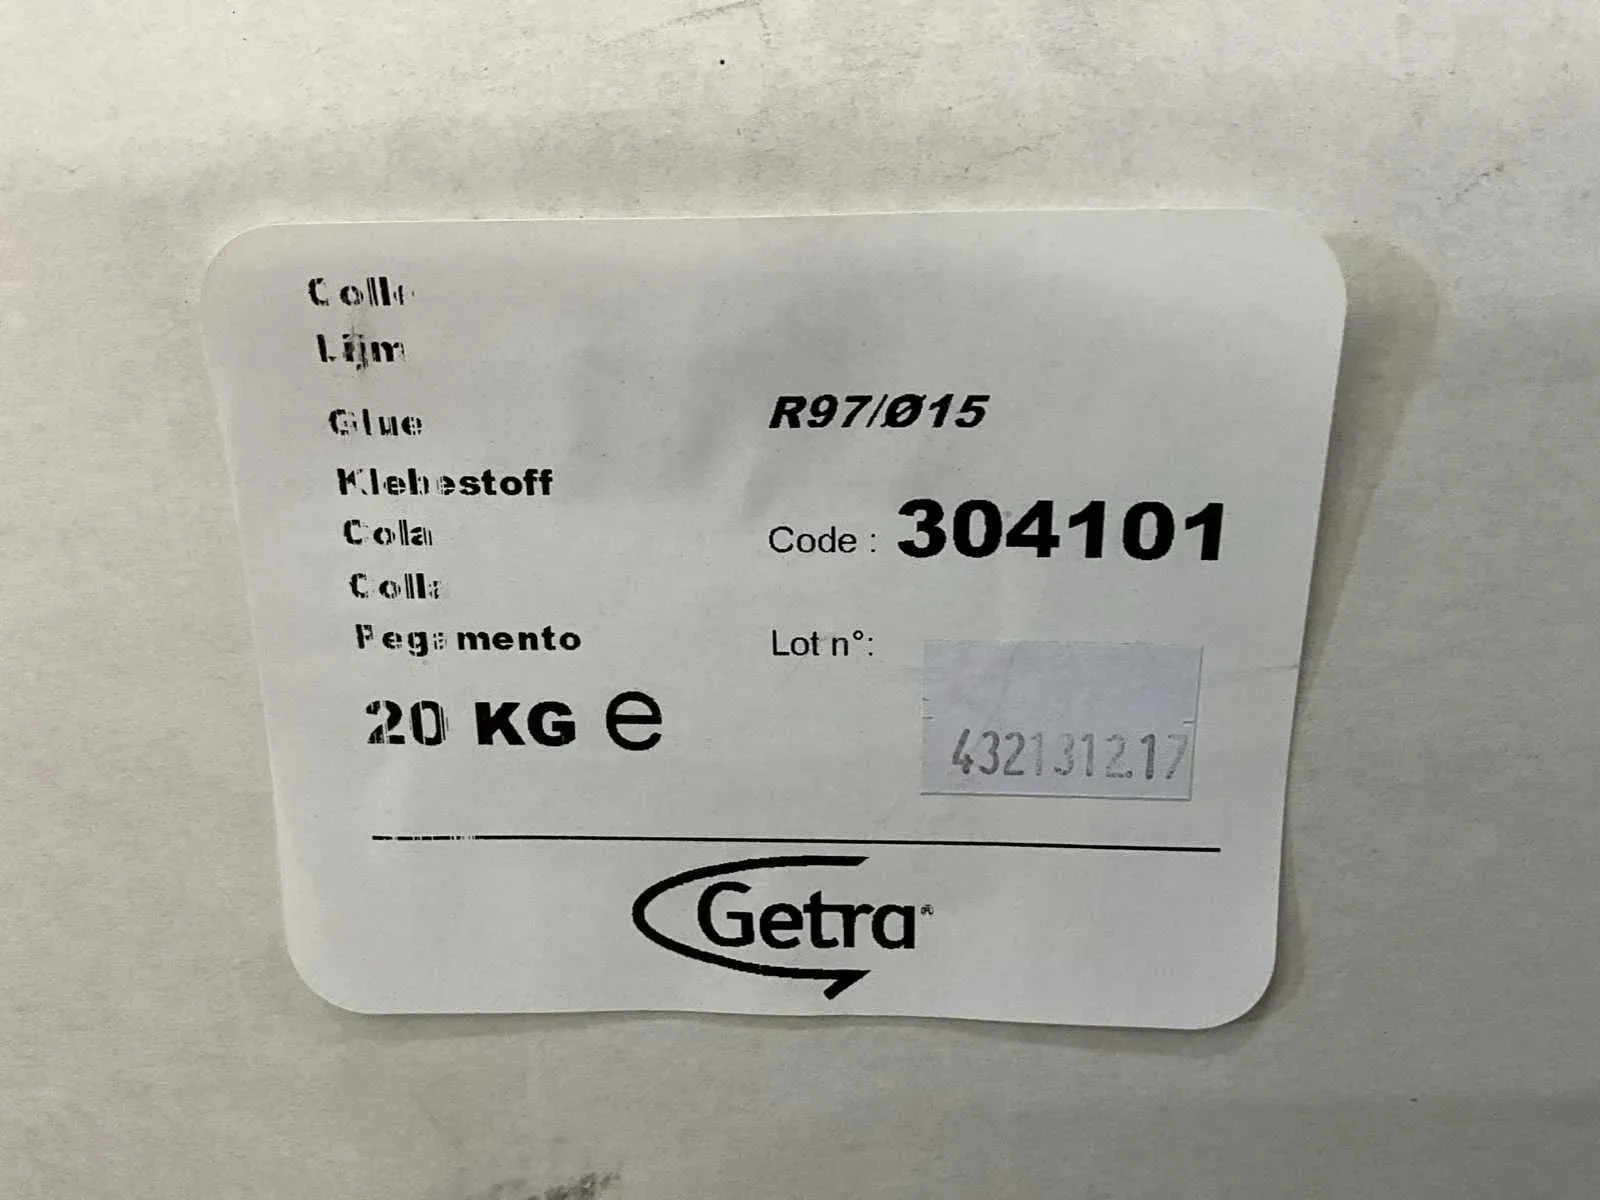 Colle
Lijm
Glue
Klebestoff
Cola
Colla
Pegamento
20 KG e
R97/Ø15
Code : 304101
Lot n°:
4321312.17
Getra®